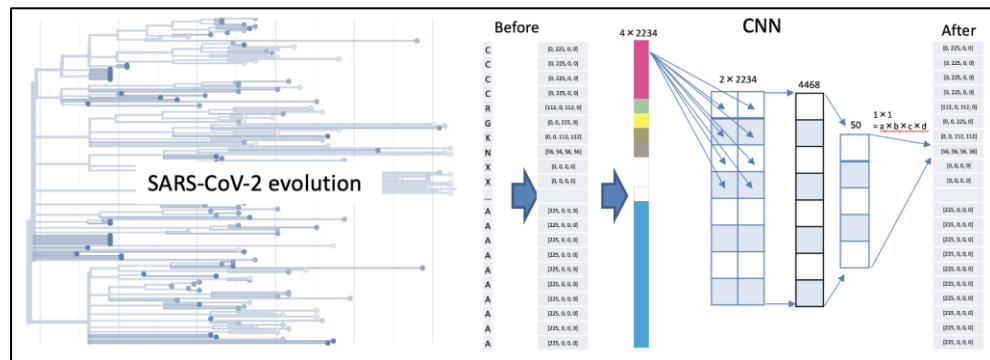 SARS-CoV-2 evolution
Before
CNN
After
4×2234
C [0, 225, 0, 0]
C [0, 225, 0, 0]
C [0, 225, 0, 0]
C [0, 225, 0, 0]
R [112, 0, 112, 0]
G [0, 0, 225, 0]
K [0, 0, 112, 112]
N [56, 56, 56, 56]
X [0, 0, 0, 0]
X [0, 0, 0, 0]
...
A [225, 0, 0, 0]
A [225, 0, 0, 0]
A [225, 0, 0, 0]
A [225, 0, 0, 0]
A [225, 0, 0, 0]
A [225, 0, 0, 0]
A [225, 0, 0, 0]
A [225, 0, 0, 0]
A [225, 0, 0, 0]
A [225, 0, 0, 0]
2×2234
4468
50
1×1
=a×b×c×d
[0, 225, 0, 0]
[0, 225, 0, 0]
[0, 225, 0, 0]
[0, 225, 0, 0]
[112, 0, 112, 0]
[0, 0, 225, 0]
[0, 0, 112, 112]
[56, 56, 56, 56]
[0, 0, 0, 0]
[0, 0, 0, 0]
[225, 0, 0, 0]
[225, 0, 0, 0]
[225, 0, 0, 0]
[225, 0, 0, 0]
[225, 0, 0, 0]
[225, 0, 0, 0]
[225, 0, 0, 0]
[225, 0, 0, 0]
[225, 0, 0, 0]
[225, 0, 0, 0]